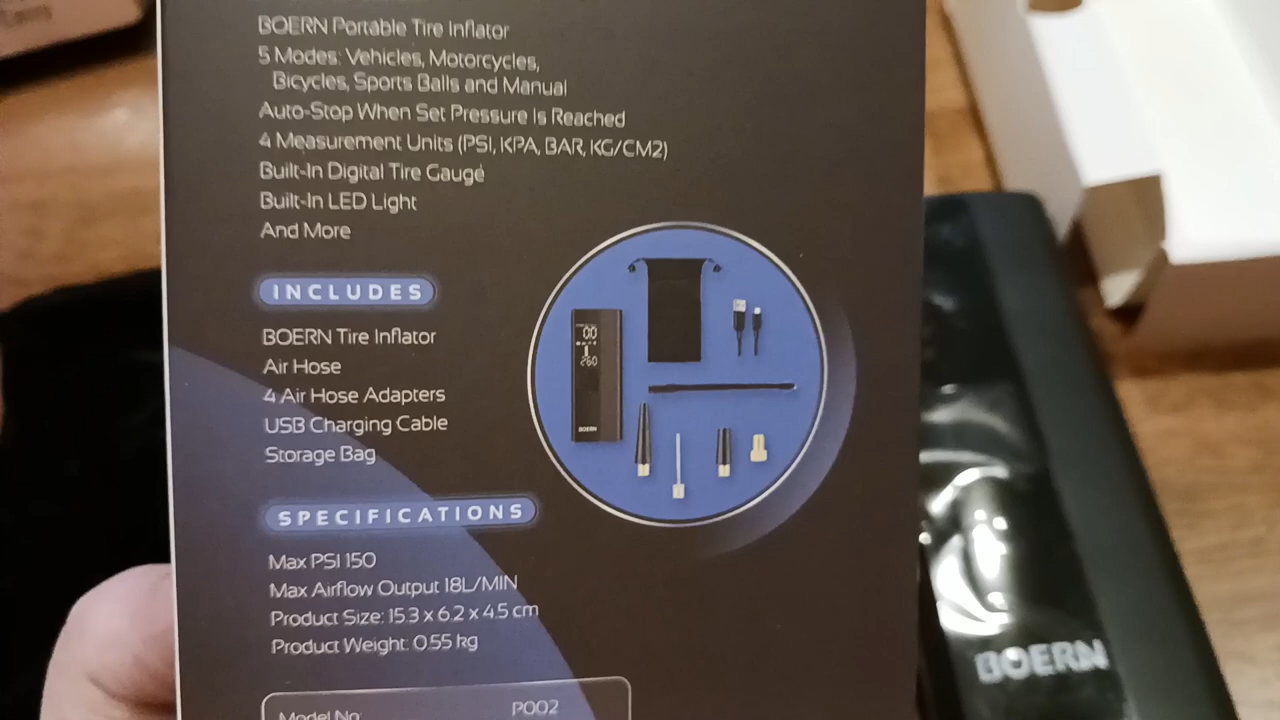 BOERN Portable Tire Inflator
5 Modes: Vehicles, Motorcycles,
Bicycles, Sports Balls and Manual
Auto-Stop When Set Pressure Is Reached
4 Measurement Units (PSI, KPA, BAR, KG/CM2)
Built-In Digital Tire Gauge
Built-In LED Light
And More
INCLUDES
BOERN Tire Inflator
Air Hose
4 Air Hose Adapters
USB Charging Cable
Storage Bag
00
260
BOERN
SPECIFICATIONS
Max PSI 150
Max Airflow Output 18L/MIN
Product Size: 15.3 x 6.2 x 4.5 cm
Product Weight: 0.55 kg
Model No: P002
BOERN